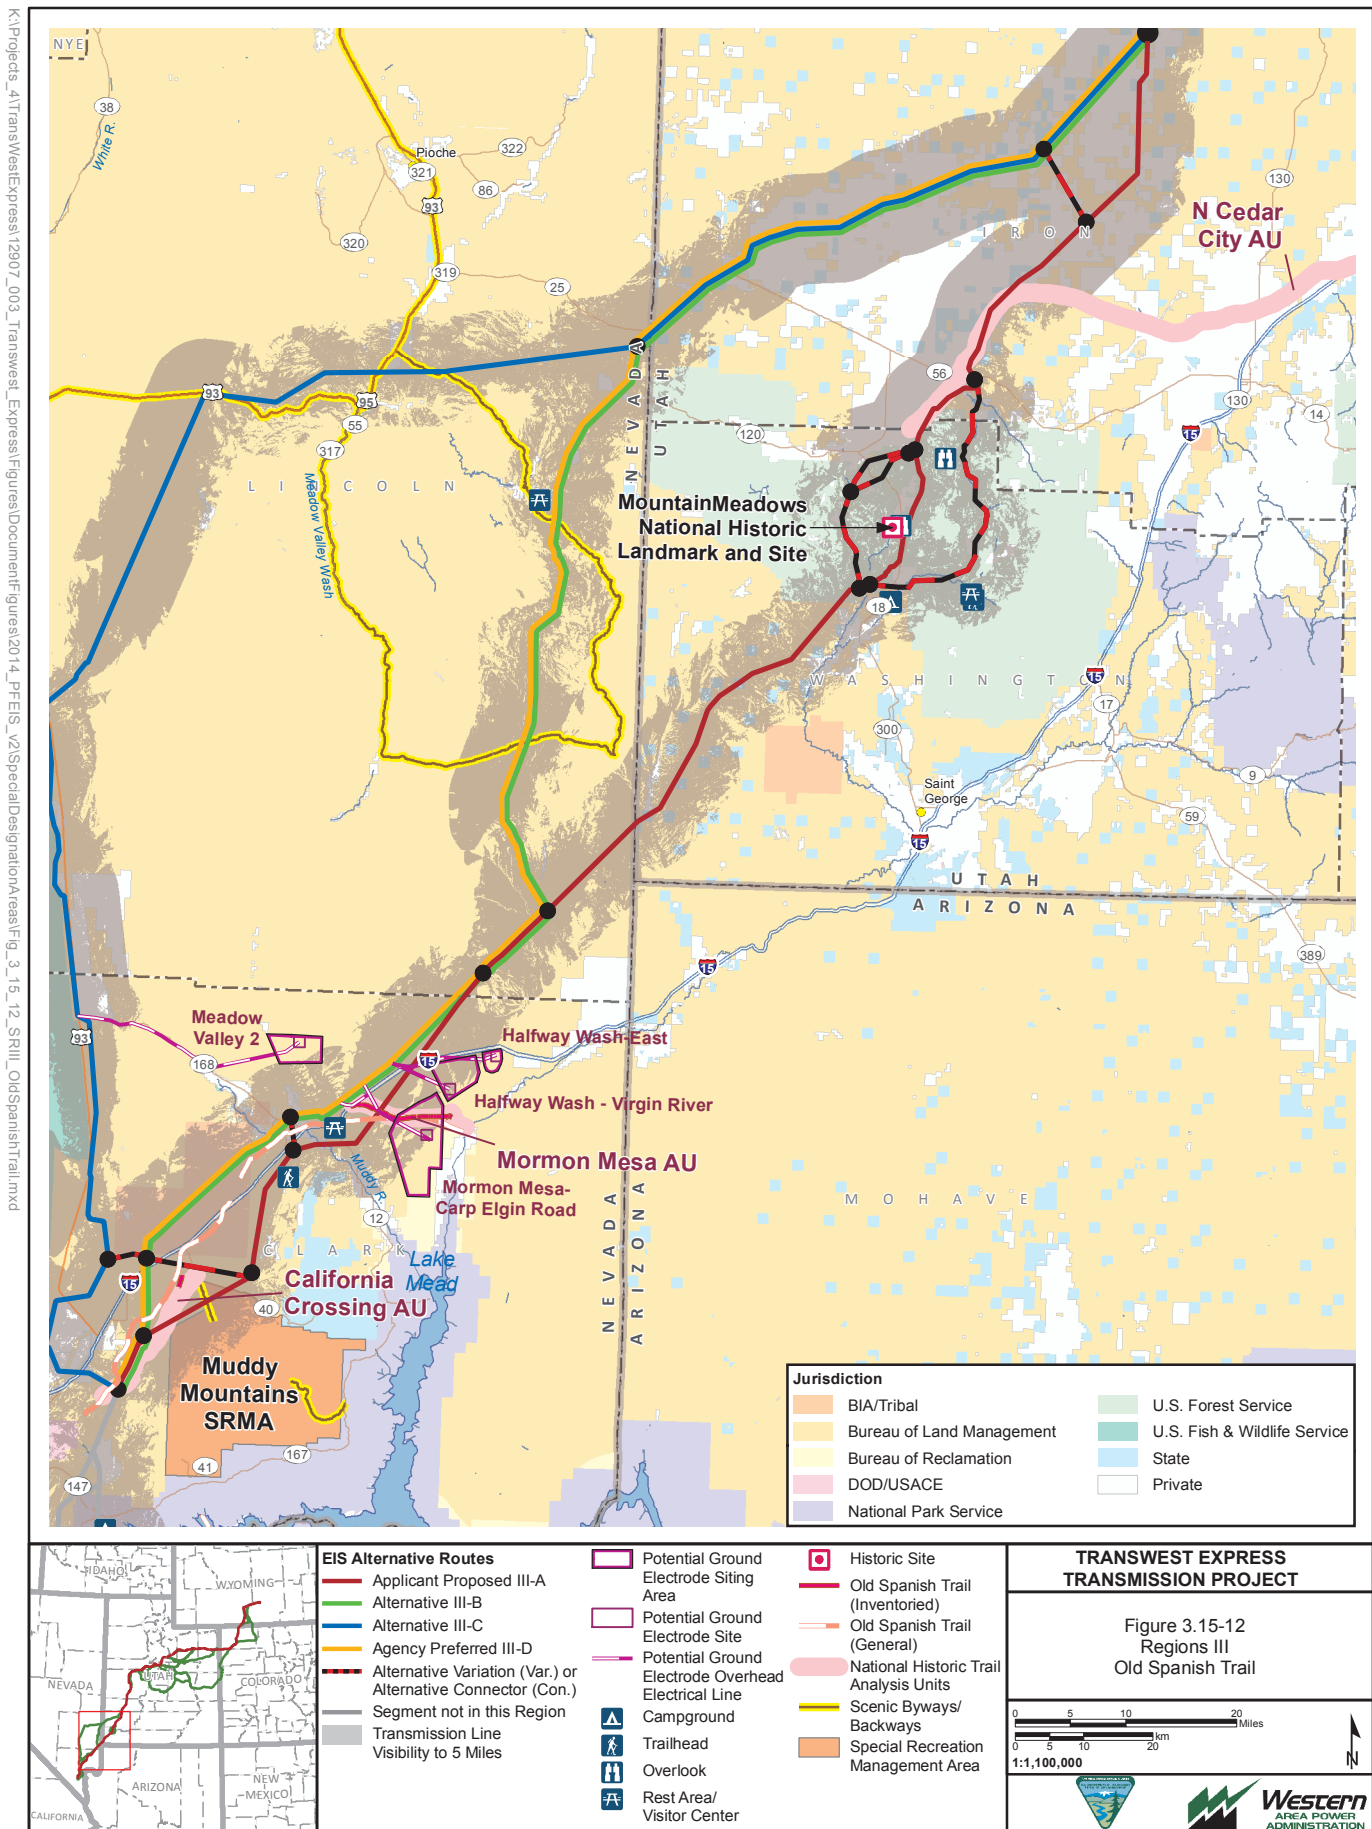 K:\Projects_4\TransWestExpress\12907_003_Transwest_Express\Figures\DocumentFigures\2014_PFEIS_v2\SpecialDesignationAreas\Fig_3_15_12_SRIII_OldSpanishTrail.mxd
NYE
38
White R.
Pioche
322
321
86
93
320
319
25
130
N Cedar
City AU
IRON
NEVADA
UTAH
56
93
95
55
317
130
14
15
120
LINCOLN
Meadow Valley Wash
MountainMeadows
National Historic
Landmark and Site
18
WASHINGTON
15
17
300
9
Saint
George
59
15
UTAH
ARIZONA
389
15
Meadow
Valley 2
93
168
Halfway Wash-East
15
Halfway Wash - Virgin River
Mormon Mesa AU
Mormon Mesa-
Carp Elgin Road
Muddy R.
12
MOHAVE
NEVADA
ARIZONA
CLARK
Lake
Mead
15
California
Crossing AU
40
Muddy
Mountains
SRMA
167
41
147
Jurisdiction
BIA/Tribal
Bureau of Land Management
Bureau of Reclamation
DOD/USACE
National Park Service
U.S. Forest Service
U.S. Fish & Wildlife Service
State
Private
IDAHO
WYOMING
NEVADA
UTAH
COLORADO
ARIZONA
NEW
MEXICO
CALIFORNIA
EIS Alternative Routes
Applicant Proposed III-A
Alternative III-B
Alternative III-C
Agency Preferred III-D
Alternative Variation (Var.) or
Alternative Connector (Con.)
Segment not in this Region
Transmission Line
Visibility to 5 Miles
Potential Ground
Electrode Siting
Area
Potential Ground
Electrode Site
Potential Ground
Electrode Overhead
Electrical Line
Campground
Trailhead
Overlook
Rest Area/
Visitor Center
Historic Site
Old Spanish Trail
(Inventoried)
Old Spanish Trail
(General)
National Historic Trail
Analysis Units
Scenic Byways/
Backways
Special Recreation
Management Area
TRANSWEST EXPRESS
TRANSMISSION PROJECT
Figure 3.15-12
Regions III
Old Spanish Trail
0 5 10 20
Miles
0 5 10 20
km
1:1,100,000
N
Western
AREA POWER
ADMINISTRATION